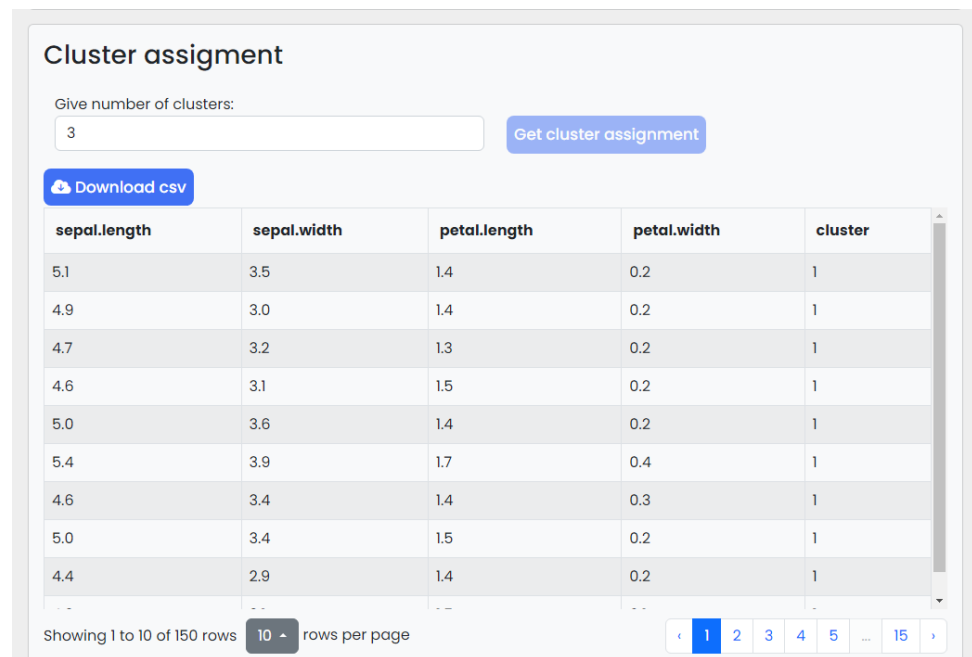 Cluster assigment
Give number of clusters:
3 Get cluster assignment
Download csv
sepal.length sepal.width petal.length petal.width cluster
5.1 3.5 1.4 0.2 1
4.9 3.0 1.4 0.2 1
4.7 3.2 1.3 0.2 1
4.6 3.1 1.5 0.2 1
5.0 3.6 1.4 0.2 1
5.4 3.9 1.7 0.4 1
4.6 3.4 1.4 0.3 1
5.0 3.4 1.5 0.2 1
4.4 2.9 1.4 0.2 1
Showing 1 to 10 of 150 rows 10 rows per page ‹ 1 2 3 4 5 ... 15 ›